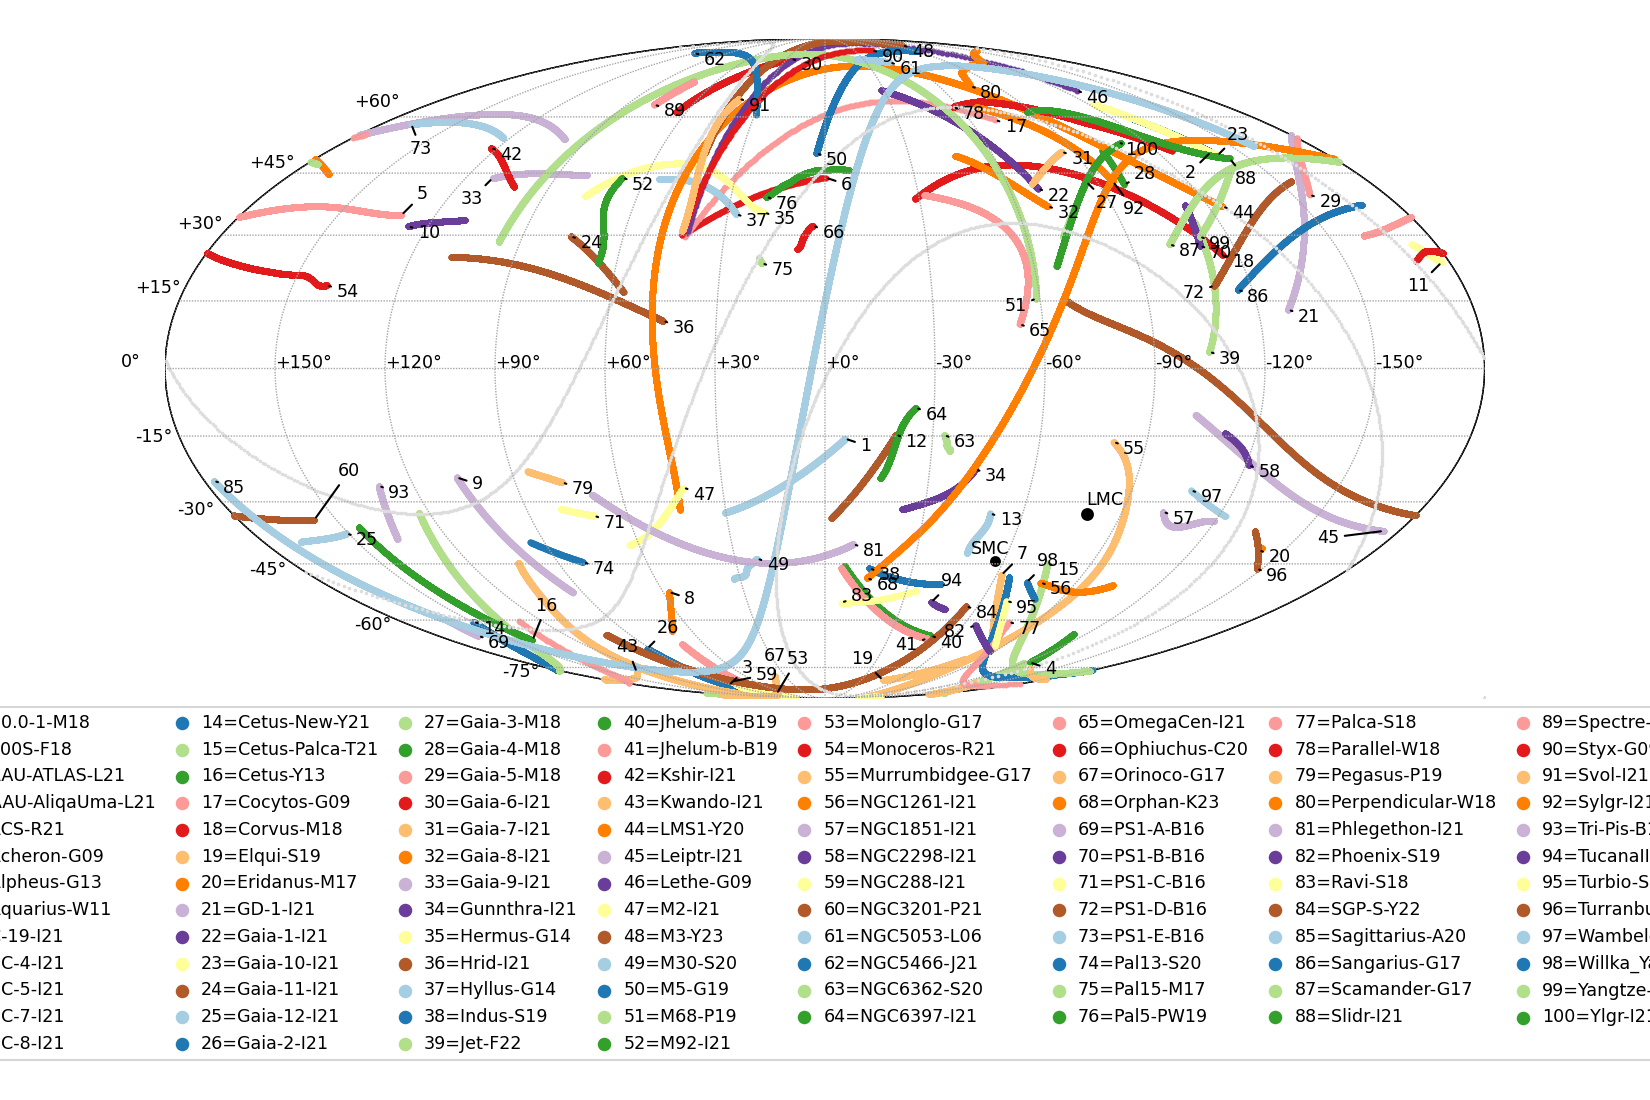 62 30 90 48
61
91 80 46
89 78 17
+60°
73 42 50 31 100 2 23
+45° 52 6 28 88
33 5 76 22 27 92 29
10 37 35 32 44
+30° 24 66 99 70
87 18
75 72 11
+15° 54 51 86
36 65 21
39
0° +150° +120° +90° +60° +30° +0° -30° -60° -90° -120° -150°
64
-15° 1 12 63 55
60 58
85 93 9 79 47 34 97
-30° LMC
71 13 57
25 45
81 SMC 7 98 20
-45° 74 49 38 68 94 15 96
16 8 83 84 56
95
-60° 14 26 82 77
69 43 41 40
-75° 3 59 67 53 19 4
0.0-1-M18
00S-F18
AU-ATLAS-L21
AU-AliqaUma-L21
CS-R21
cheron-G09
lpheus-G13
quarius-W11
-19-I21
C-4-I21
C-5-I21
C-7-I21
C-8-I21
14=Cetus-New-Y21
15=Cetus-Palca-T21
16=Cetus-Y13
17=Cocytos-G09
18=Corvus-M18
19=Elqui-S19
20=Eridanus-M17
21=GD-1-I21
22=Gaia-1-I21
23=Gaia-10-I21
24=Gaia-11-I21
25=Gaia-12-I21
26=Gaia-2-I21
27=Gaia-3-M18
28=Gaia-4-M18
29=Gaia-5-M18
30=Gaia-6-I21
31=Gaia-7-I21
32=Gaia-8-I21
33=Gaia-9-I21
34=Gunnthra-I21
35=Hermus-G14
36=Hrid-I21
37=Hyllus-G14
38=Indus-S19
39=Jet-F22
40=Jhelum-a-B19
41=Jhelum-b-B19
42=Kshir-I21
43=Kwando-I21
44=LMS1-Y20
45=Leiptr-I21
46=Lethe-G09
47=M2-I21
48=M3-Y23
49=M30-S20
50=M5-G19
51=M68-P19
52=M92-I21
53=Molonglo-G17
54=Monoceros-R21
55=Murrumbidgee-G17
56=NGC1261-I21
57=NGC1851-I21
58=NGC2298-I21
59=NGC288-I21
60=NGC3201-P21
61=NGC5053-L06
62=NGC5466-J21
63=NGC6362-S20
64=NGC6397-I21
65=OmegaCen-I21
66=Ophiuchus-C20
67=Orinoco-G17
68=Orphan-K23
69=PS1-A-B16
70=PS1-B-B16
71=PS1-C-B16
72=PS1-D-B16
73=PS1-E-B16
74=Pal13-S20
75=Pal15-M17
76=Pal5-PW19
77=Palca-S18
78=Parallel-W18
79=Pegasus-P19
80=Perpendicular-W18
81=Phlegethon-I21
82=Phoenix-S19
83=Ravi-S18
84=SGP-S-Y22
85=Sagittarius-A20
86=Sangarius-G17
87=Scamander-G17
88=Slidr-I21
89=Spectre-
90=Styx-G0
91=Svol-I21
92=Sylgr-I2
93=Tri-Pis-B1
94=TucanaII
95=Turbio-S
96=Turranbu
97=Wambel
98=Willka_Ya
99=Yangtze-
100=Ylgr-I21